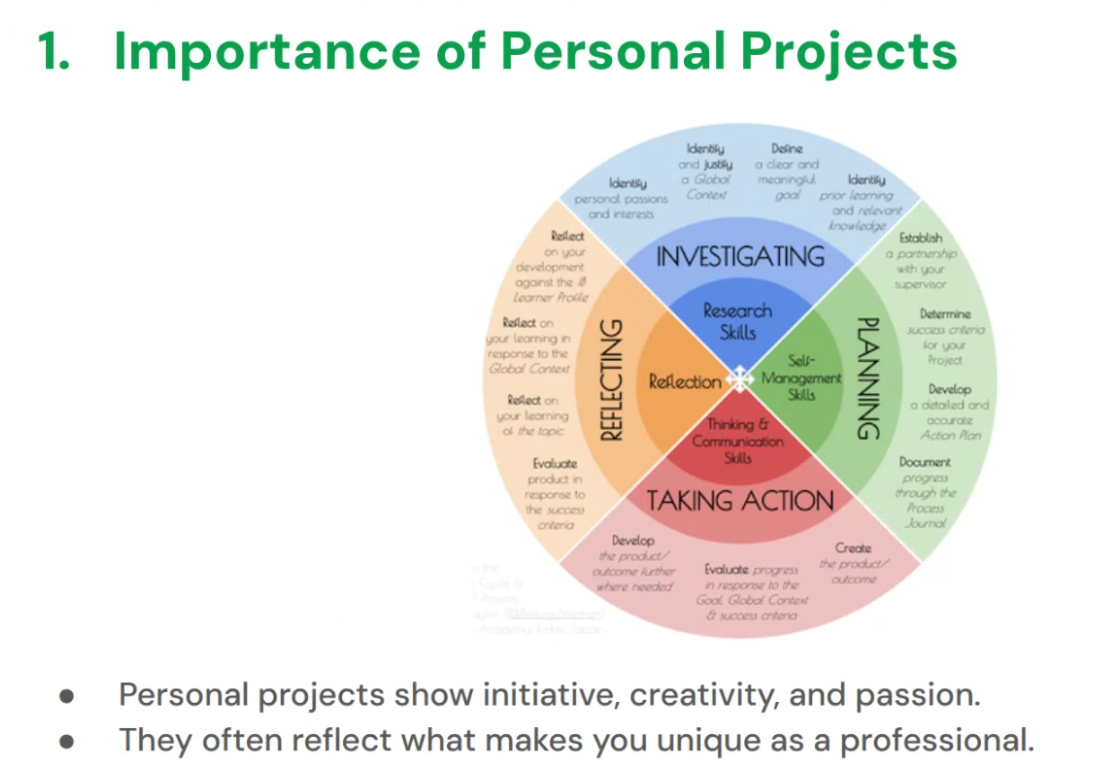 1. Importance of Personal Projects
Identify
personal passions
and interests
Identify
and justify
a Global
Context
Define
a clear and
meaningful
goal
Identify
prior learning
and relevant
knowledge
INVESTIGATING
Research
Skills
Establish
a partnership
with your
supervisor
Determine
success criteria
for your
Project
Develop
a detailed and
accurate
Action Plan
Document
progress
through the
Process
Journal
PLANNING
Self-
Management
Skills
Create
the product/
outcome
Evaluate progress
in response to the
Goal, Global Context
& success criteria
Develop
the product/
outcome further
where needed
TAKING ACTION
Thinking &
Communication
Skills
Evaluate
product in
response to
the success
criteria
Reflect on
your learning
of the topic
Reflect on
your learning in
response to the
Global Context
Reflect
on your
development
against the IB
Learner Profile
REFLECTING
Reflection
● Personal projects show initiative, creativity, and passion.
● They often reflect what makes you unique as a professional.